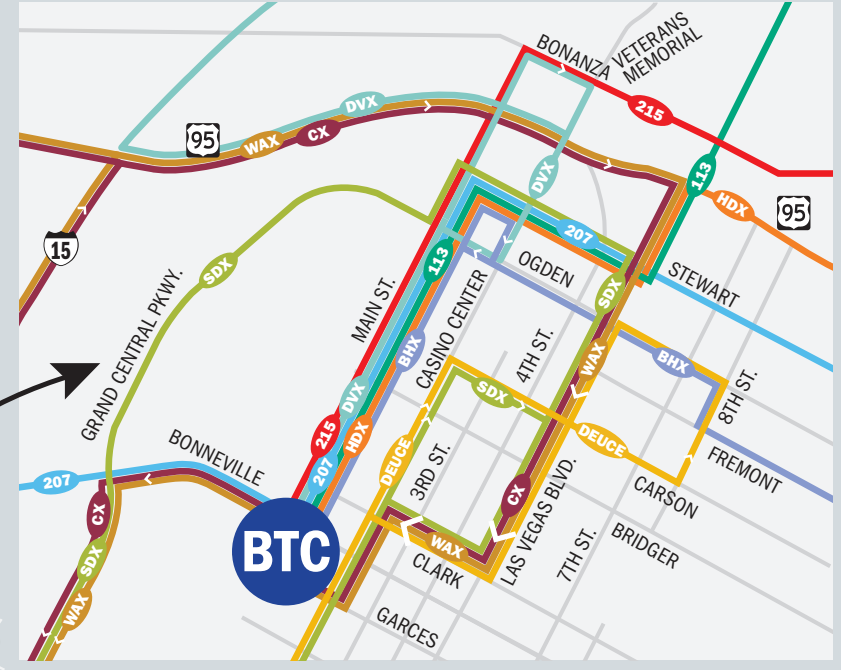 BONANZA
VETERANS
MEMORIAL
215
DVX
95
WAX
CX
113
HDX
95
DVX
207
15
SDX
113
OGDEN
STEWART
SDX
GRAND CENTRAL PKWY.
MAIN ST.
CASINO CENTER
BHX
4TH ST.
WAX
BHX
8TH ST.
SDX
DVX
215
HDX
207
DEUCE
3RD ST.
DEUCE
FREMONT
CARSON
BONNEVILLE
207
CX
CX
LAS VEGAS BLVD.
7TH ST.
BRIDGER
BTC
WAX
CLARK
SDX
WAX
GARCES